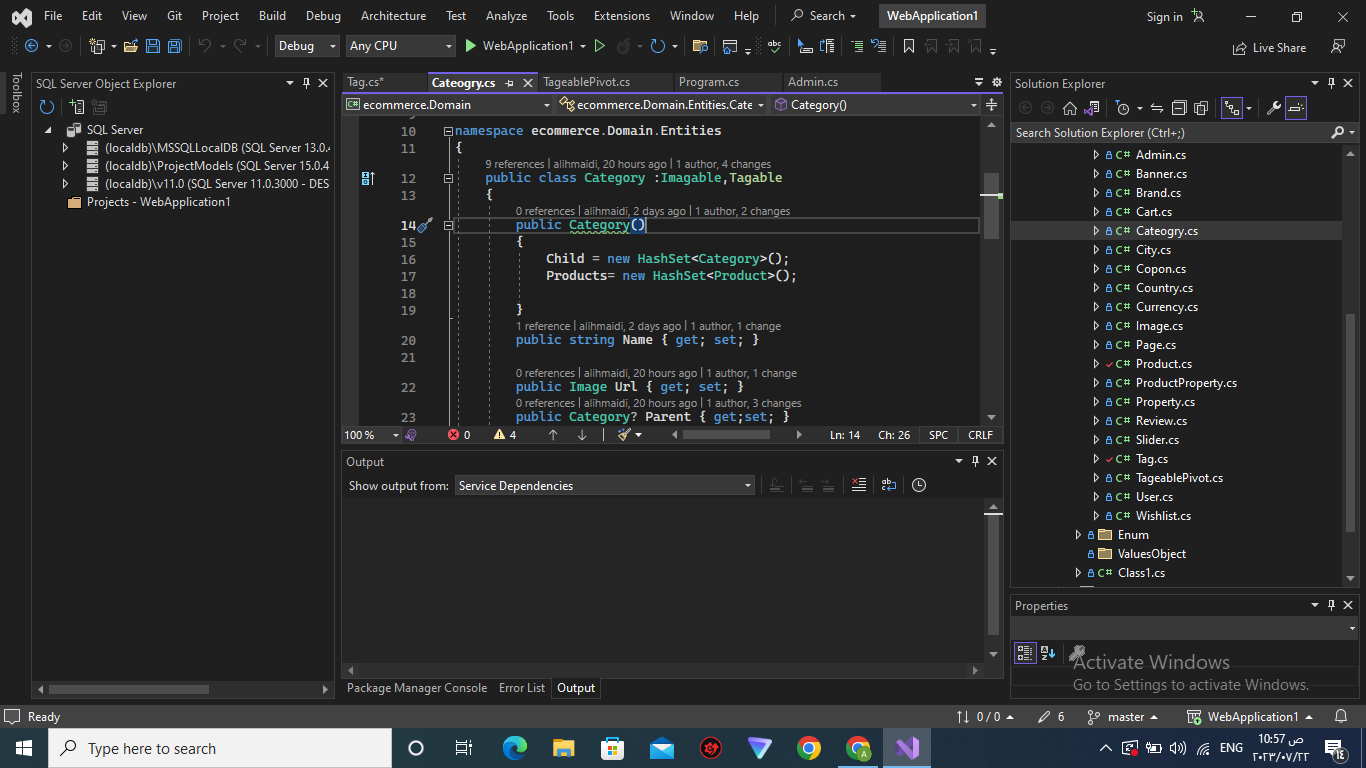 File Edit View Git Project Build Debug Architecture Test Analyze Tools Extensions Window Help Search WebApplication1 Sign in
Debug Any CPU WebApplication1 Live Share
Toolbox
SQL Server Object Explorer
SQL Server
(localdb)\MSSQLLocalDB (SQL Server 13.0.4
(localdb)\ProjectModels (SQL Server 15.0.4
(localdb)\v11.0 (SQL Server 11.0.3000 - DES
Projects - WebApplication1
Tag.cs* Cateogry.cs TageablePivot.cs Program.cs Admin.cs
ecommerce.Domain ecommerce.Domain.Entities.Cate Category()
10 namespace ecommerce.Domain.Entities
11 {
9 references | alihmaidi, 20 hours ago | 1 author, 4 changes
12 public class Category :Imagable,Tagable
13 {
0 references | alihmaidi, 2 days ago | 1 author, 2 changes
14 public Category()
15 {
16 Child = new HashSet<Category>();
17 Products= new HashSet<Product>();
18
19 }
1 reference | alihmaidi, 2 days ago | 1 author, 1 change
20 public string Name { get; set; }
21
0 references | alihmaidi, 20 hours ago | 1 author, 1 change
22 public Image Url { get; set; }
0 references | alihmaidi, 20 hours ago | 1 author, 3 changes
23 public Category? Parent { get;set; }
100 % 0 4 Ln: 14 Ch: 26 SPC CRLF
Output
Show output from: Service Dependencies
Package Manager Console Error List Output
Solution Explorer
Search Solution Explorer (Ctrl+;)
C# Admin.cs
C# Banner.cs
C# Brand.cs
C# Cart.cs
C# Cateogry.cs
C# City.cs
C# Copon.cs
C# Country.cs
C# Currency.cs
C# Image.cs
C# Page.cs
C# Product.cs
C# ProductProperty.cs
C# Property.cs
C# Review.cs
C# Slider.cs
C# Tag.cs
C# TageablePivot.cs
C# User.cs
C# Wishlist.cs
Enum
ValuesObject
C# Class1.cs
Properties
Activate Windows
Go to Settings to activate Windows.
Ready 0 / 0 6 master WebApplication1
Type here to search ENG 10:57 ص
٢٠٢٣/٠٧/٢٢ ١٤